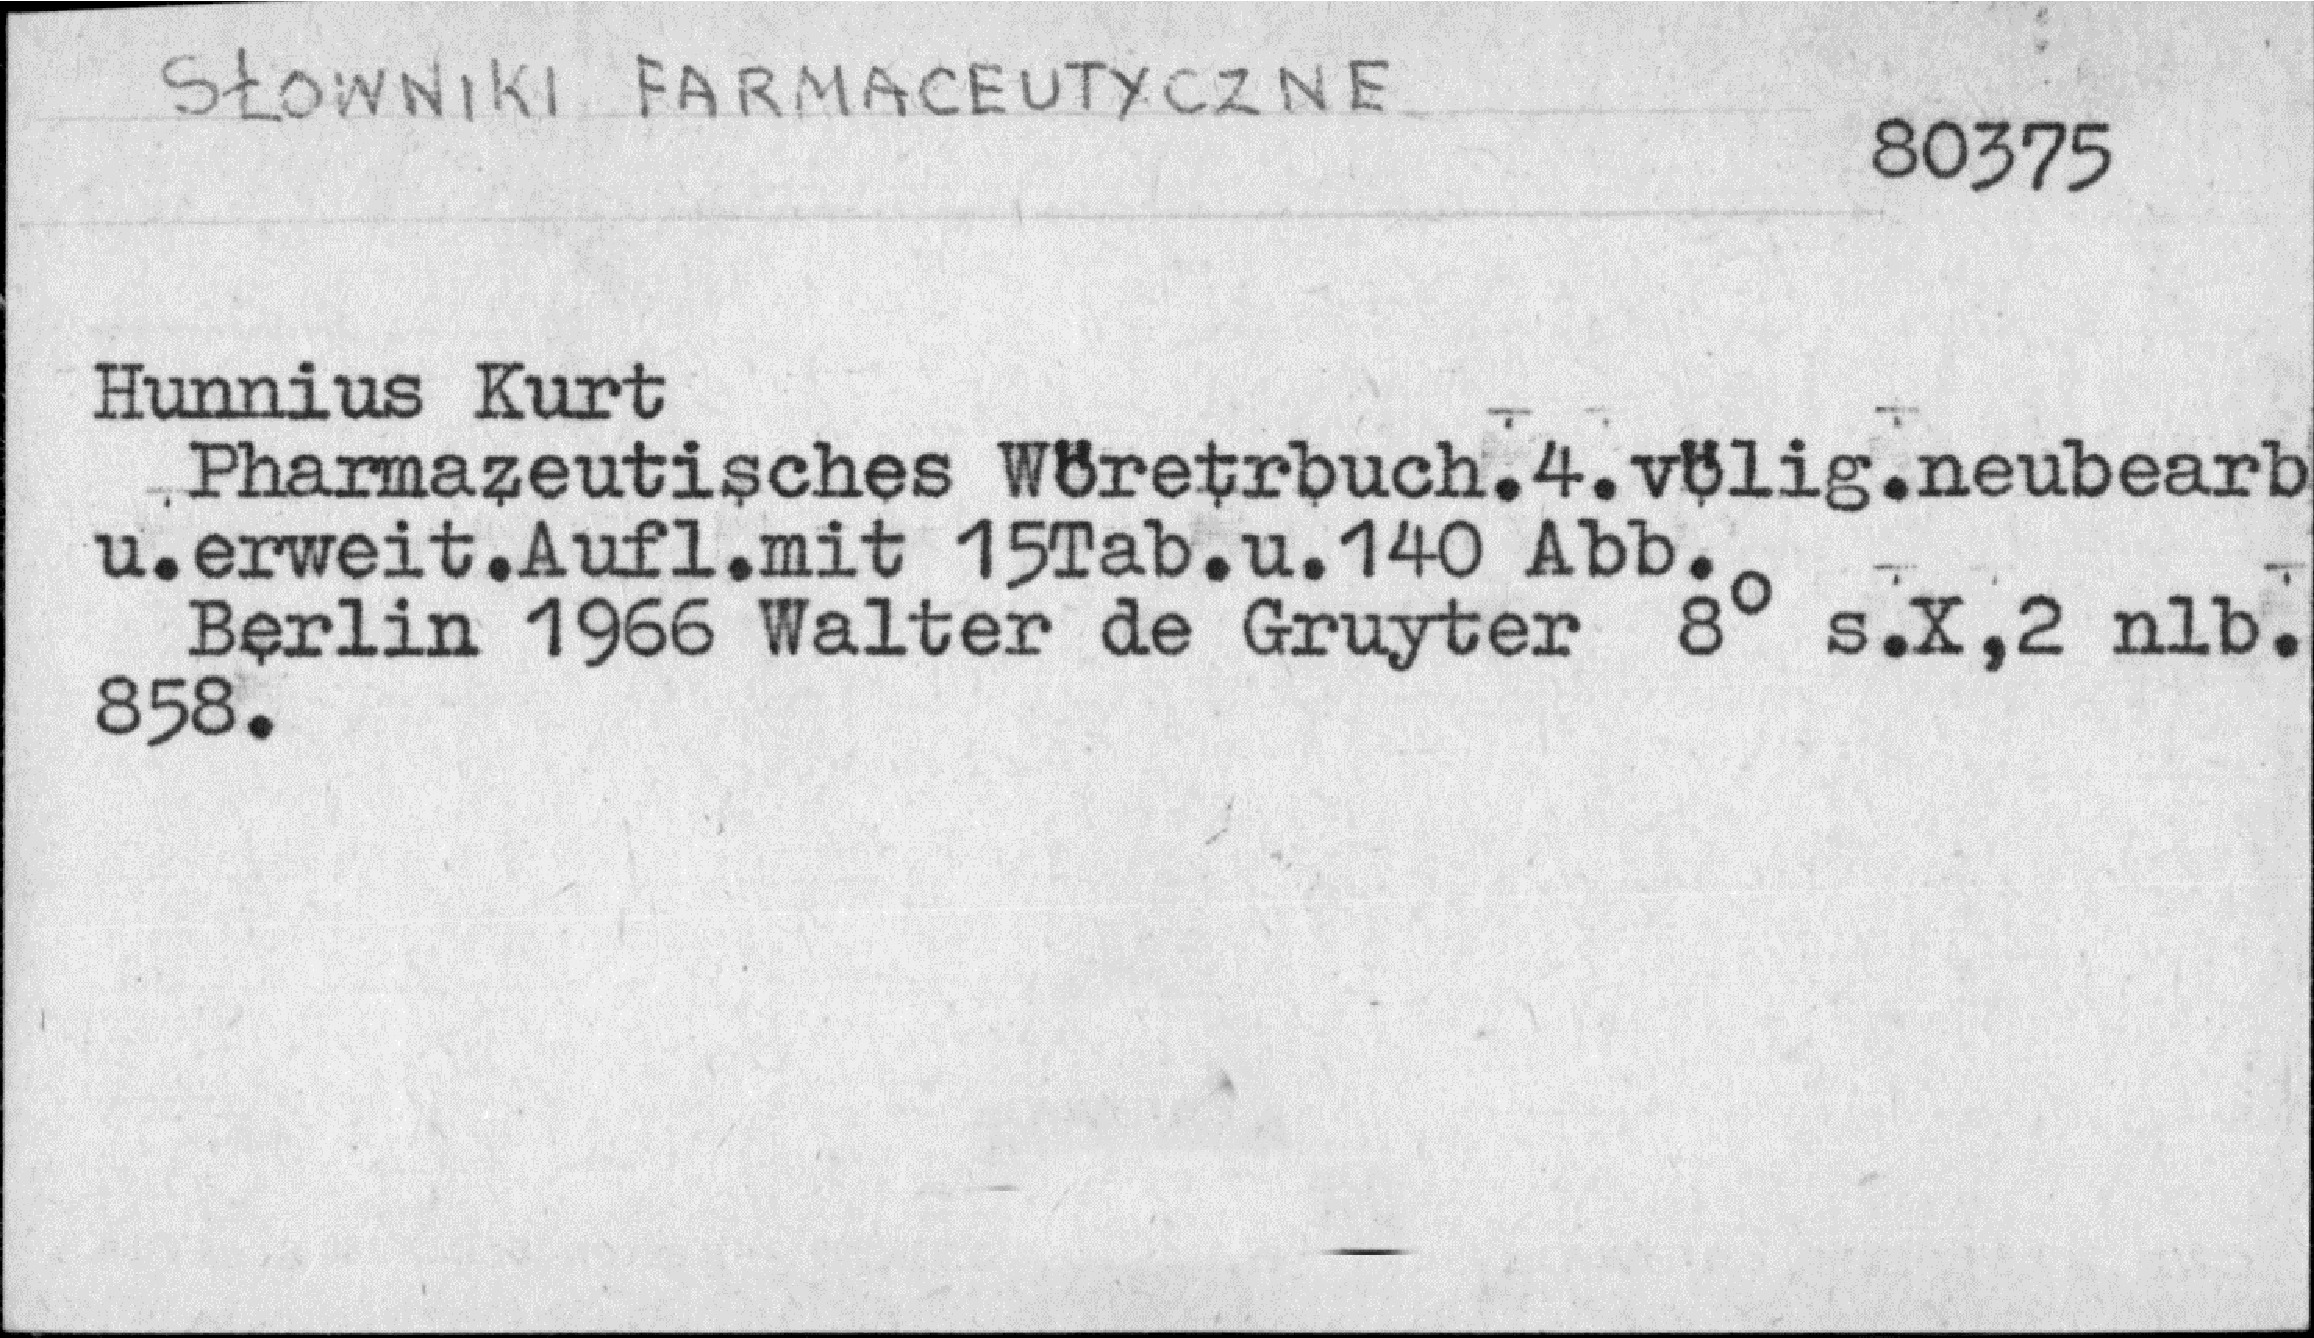 SŁOWNIKI FARMACEUTYCZNE
80375
Hunnius Kurt
Pharmazeutisches Wöretrbuch.4.völig.neubearb
u.erweit.Aufl.mit 15Tab.u.140 Abb.
Berlin 1966 Walter de Gruyter 8° s.X,2 nlb.
858.